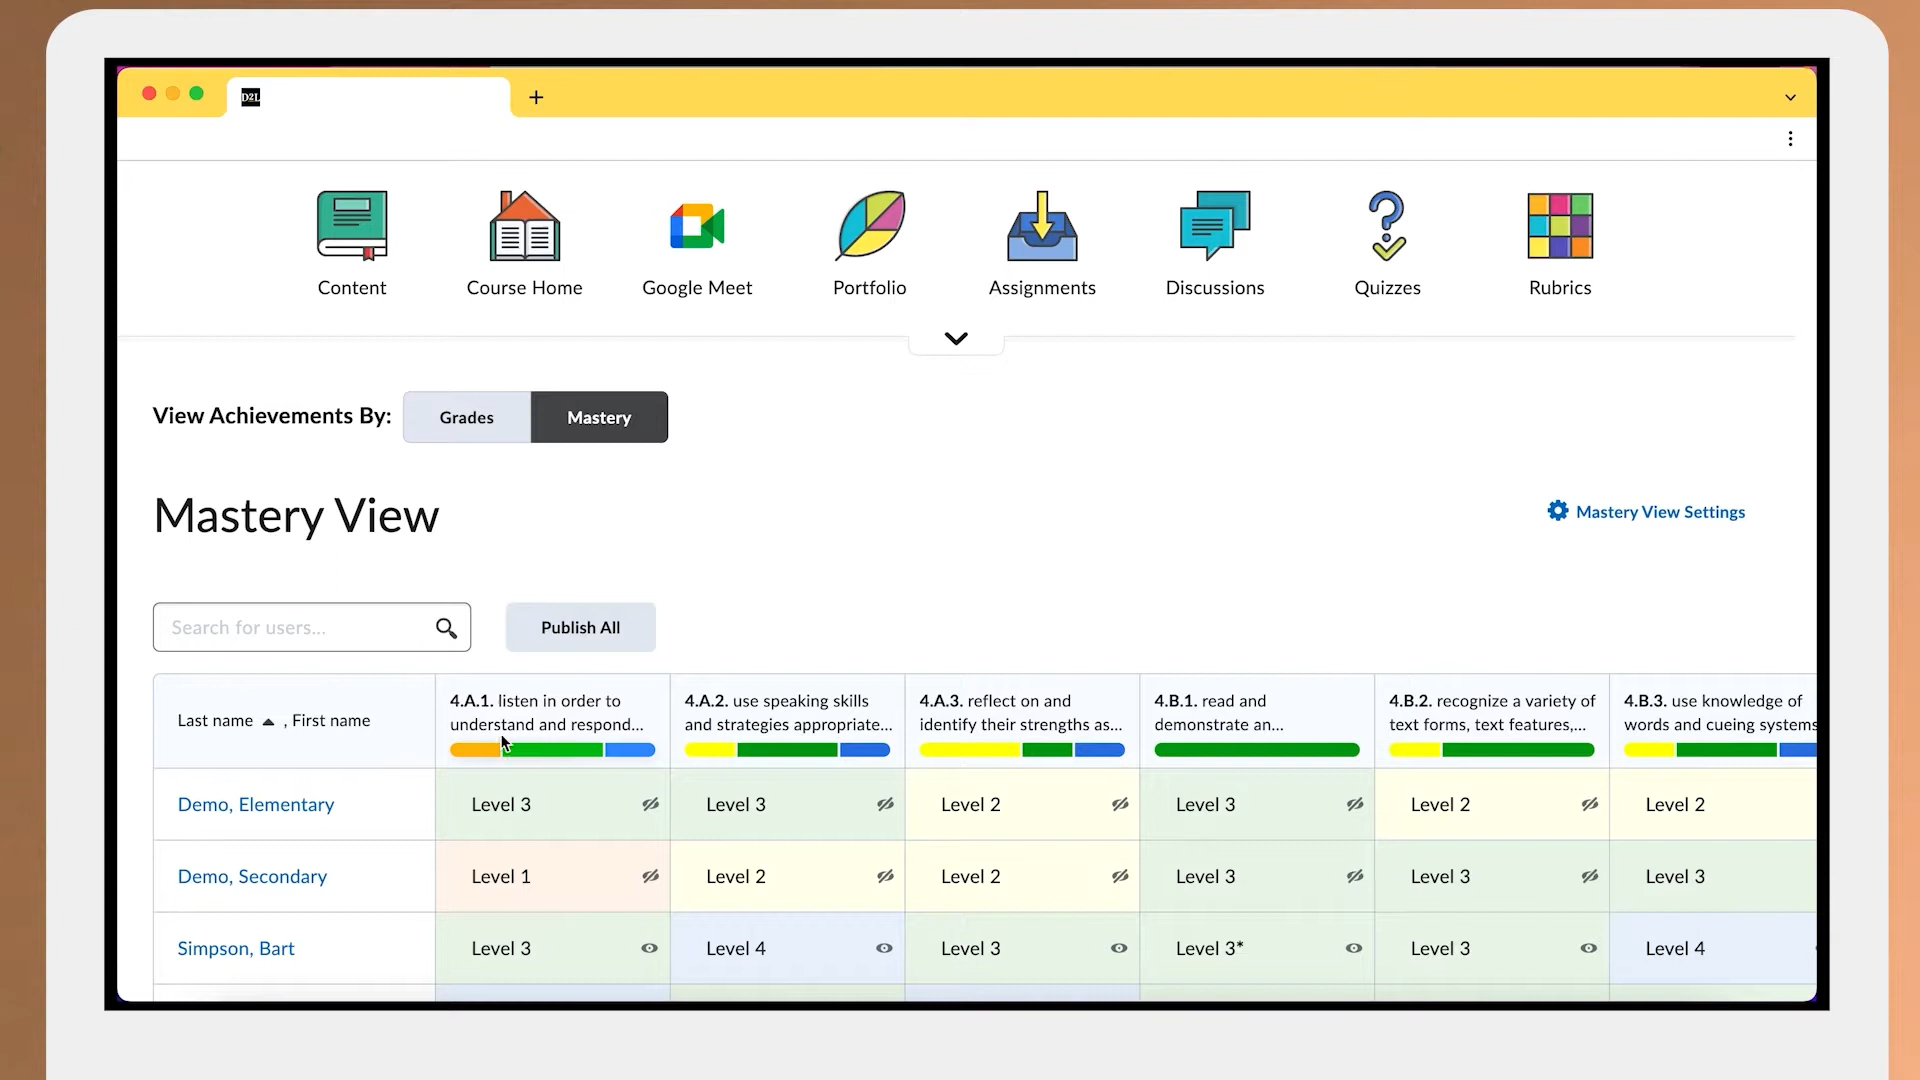 D2L
+
Content
Course Home
Google Meet
Portfolio
Assignments
Discussions
Quizzes
Rubrics
View Achievements By:
Grades
Mastery
Mastery View
Mastery View Settings
Search for users...
Publish All
Last name , First name
4.A.1. listen in order to
understand and respond...
4.A.2. use speaking skills
and strategies appropriate...
4.A.3. reflect on and
identify their strengths as...
4.B.1. read and
demonstrate an...
4.B.2. recognize a variety of
text forms, text features,...
4.B.3. use knowledge of
words and cueing systems
Demo, Elementary
Level 3
Level 3
Level 2
Level 3
Level 2
Level 2
Demo, Secondary
Level 1
Level 2
Level 2
Level 3
Level 3
Level 3
Simpson, Bart
Level 3
Level 4
Level 3
Level 3*
Level 3
Level 4